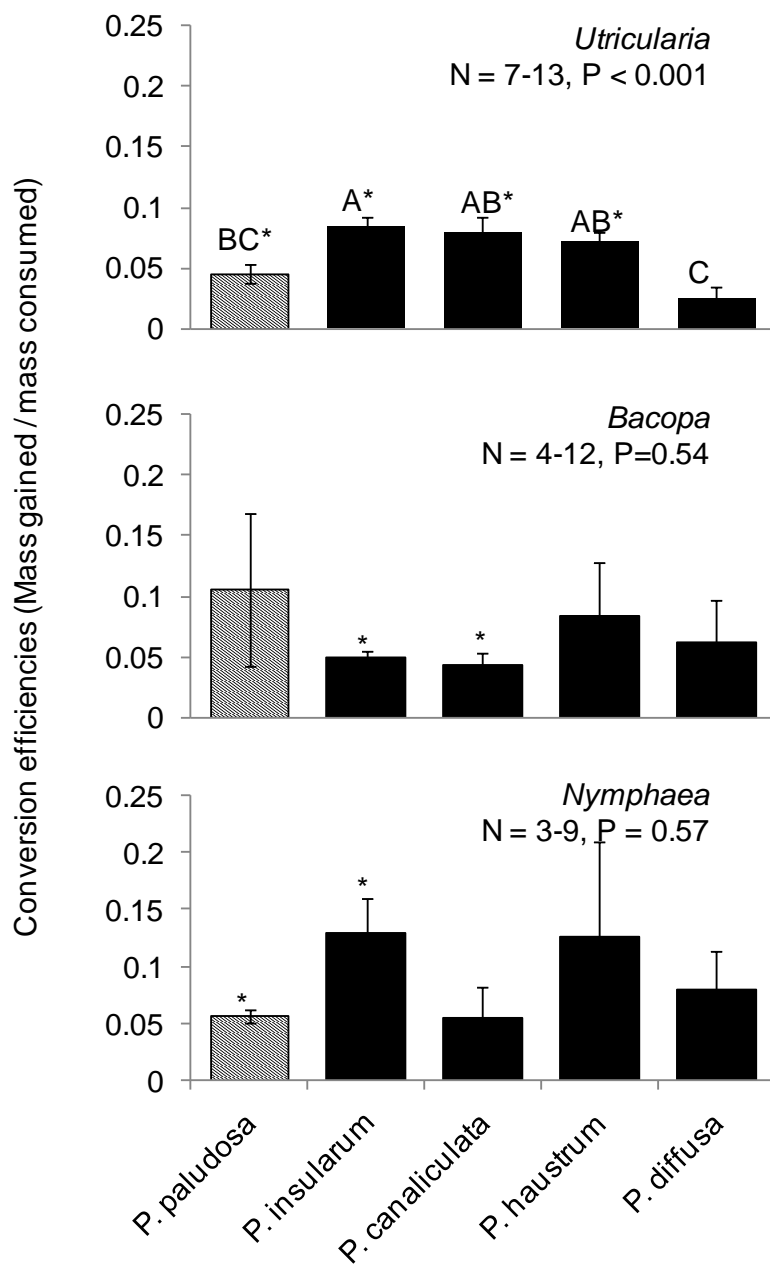 Conversion efficiencies (Mass gained / mass consumed)
0.25
0.2
0.15
0.1
0.05
0
Utricularia
N = 7-13, P < 0.001
BC*
A*
AB*
AB*
C
0.25
0.2
0.15
0.1
0.05
0
Bacopa
N = 4-12, P=0.54
*
*
0.25
0.2
0.15
0.1
0.05
0
Nymphaea
N = 3-9, P = 0.57
*
*
P. paludosa
P. insularum
P. canaliculata
P. haustrum
P. diffusa